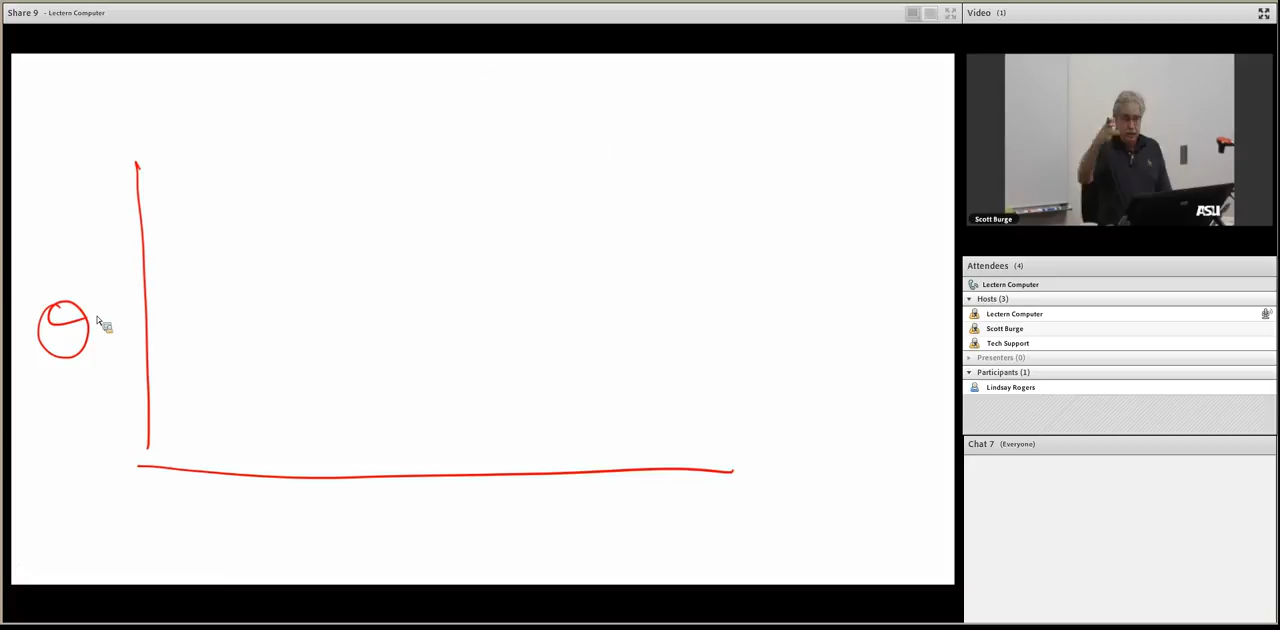 Share 9 - Lectern Computer
Video (1)
ASU
Scott Burge
Attendees (4)
Lectern Computer
Hosts (3)
Lectern Computer
Scott Burge
Tech Support
Presenters (0)
Participants (1)
Lindsay Rogers
Chat 7 (Everyone)